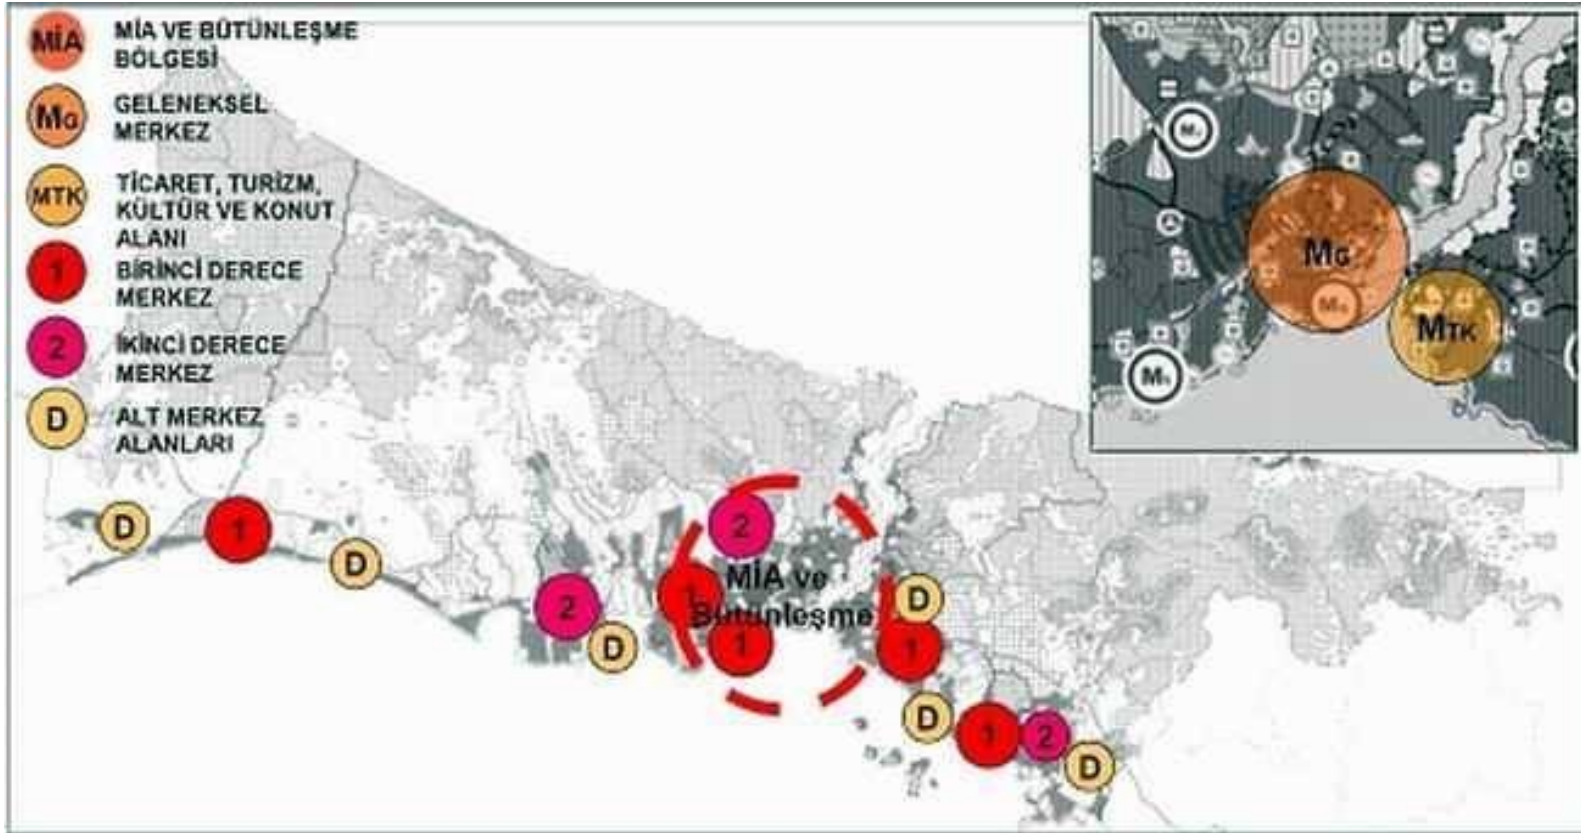 MİA
MİA VE BÜTÜNLEŞME
BÖLGESİ
MG
GELENEKSEL
MERKEZ
MTK
TİCARET, TURİZM,
KÜLTÜR VE KONUT
ALANI
1
BİRİNCİ DERECE
MERKEZ
2
İKİNCİ DERECE
MERKEZ
D
ALT MERKEZ
ALANLARI
MG
MTK
D
1
D
2
D
2
1
MİA ve
Bütünleşme
1
D
1
D
1
2
D